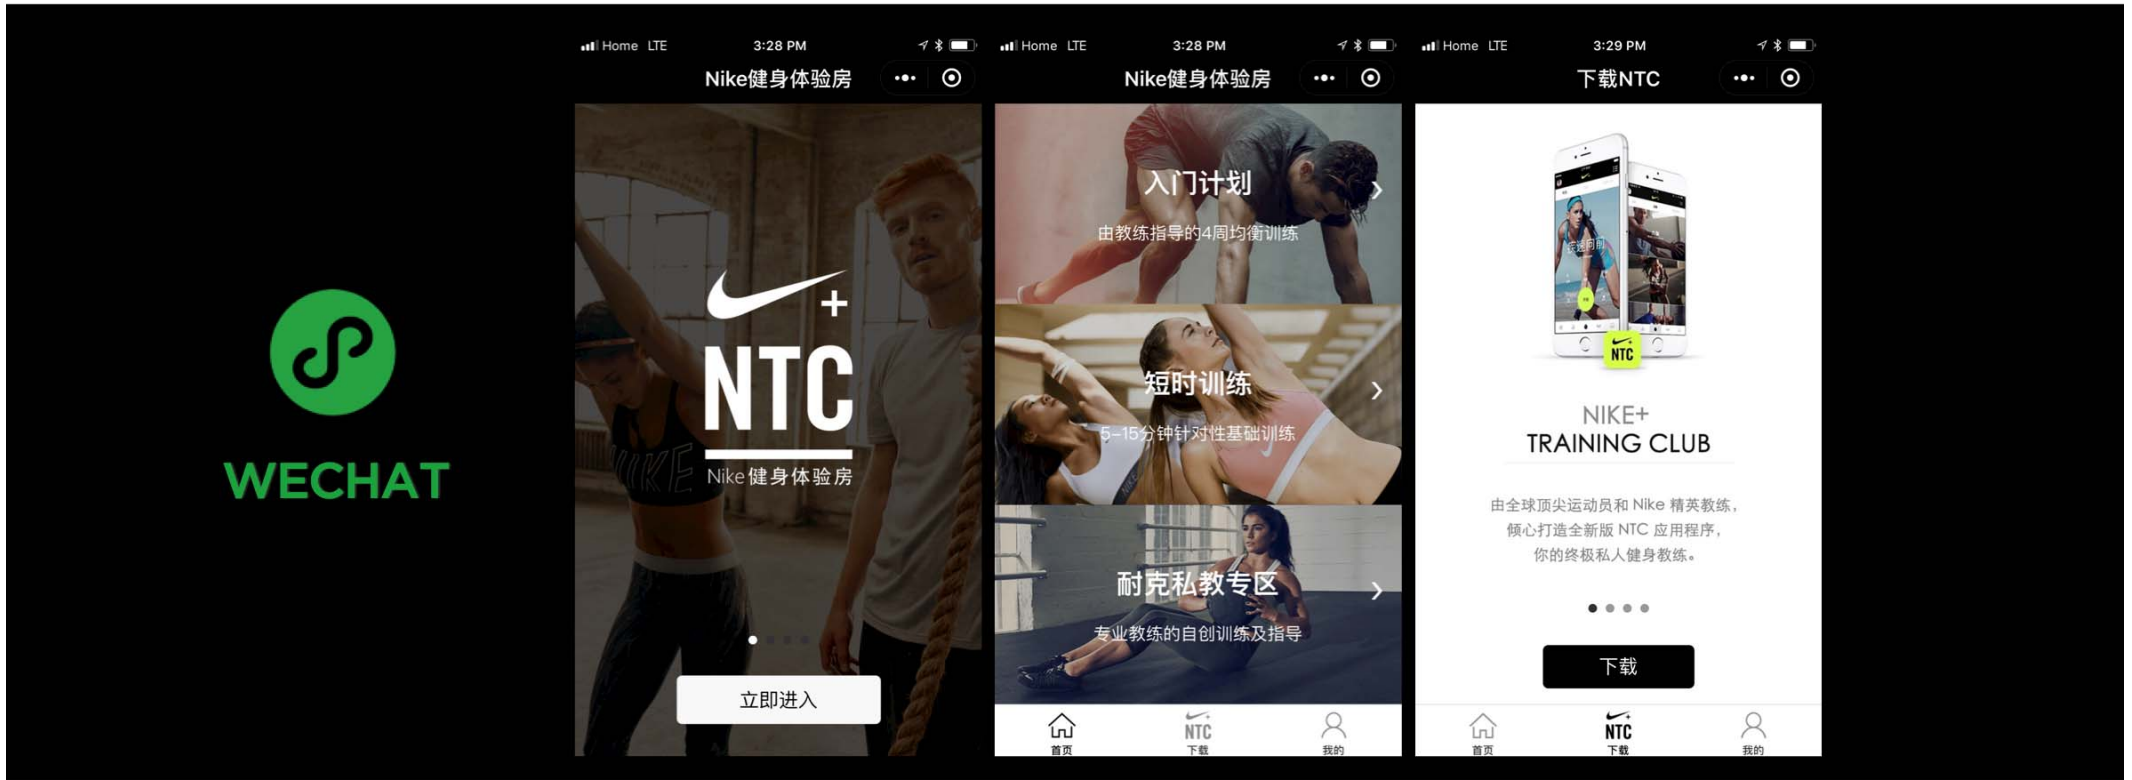 WECHAT
Home LTE
3:28 PM
Nike健身体验房
NTC
Nike健身体验房
立即进入
Home LTE
3:28 PM
Nike健身体验房
入门计划
由教练指导的4周均衡训练
短时训练
5-15分钟针对性基础训练
耐克私教专区
专业教练的自创训练及指导
首页
NTC
下载
我的
Home LTE
3:29 PM
下载NTC
NTC
NIKE+
TRAINING CLUB
由全球顶尖运动员和 Nike 精英教练，
倾心打造全新版 NTC 应用程序，
你的终极私人健身教练。
下载
首页
NTC
下载
我的